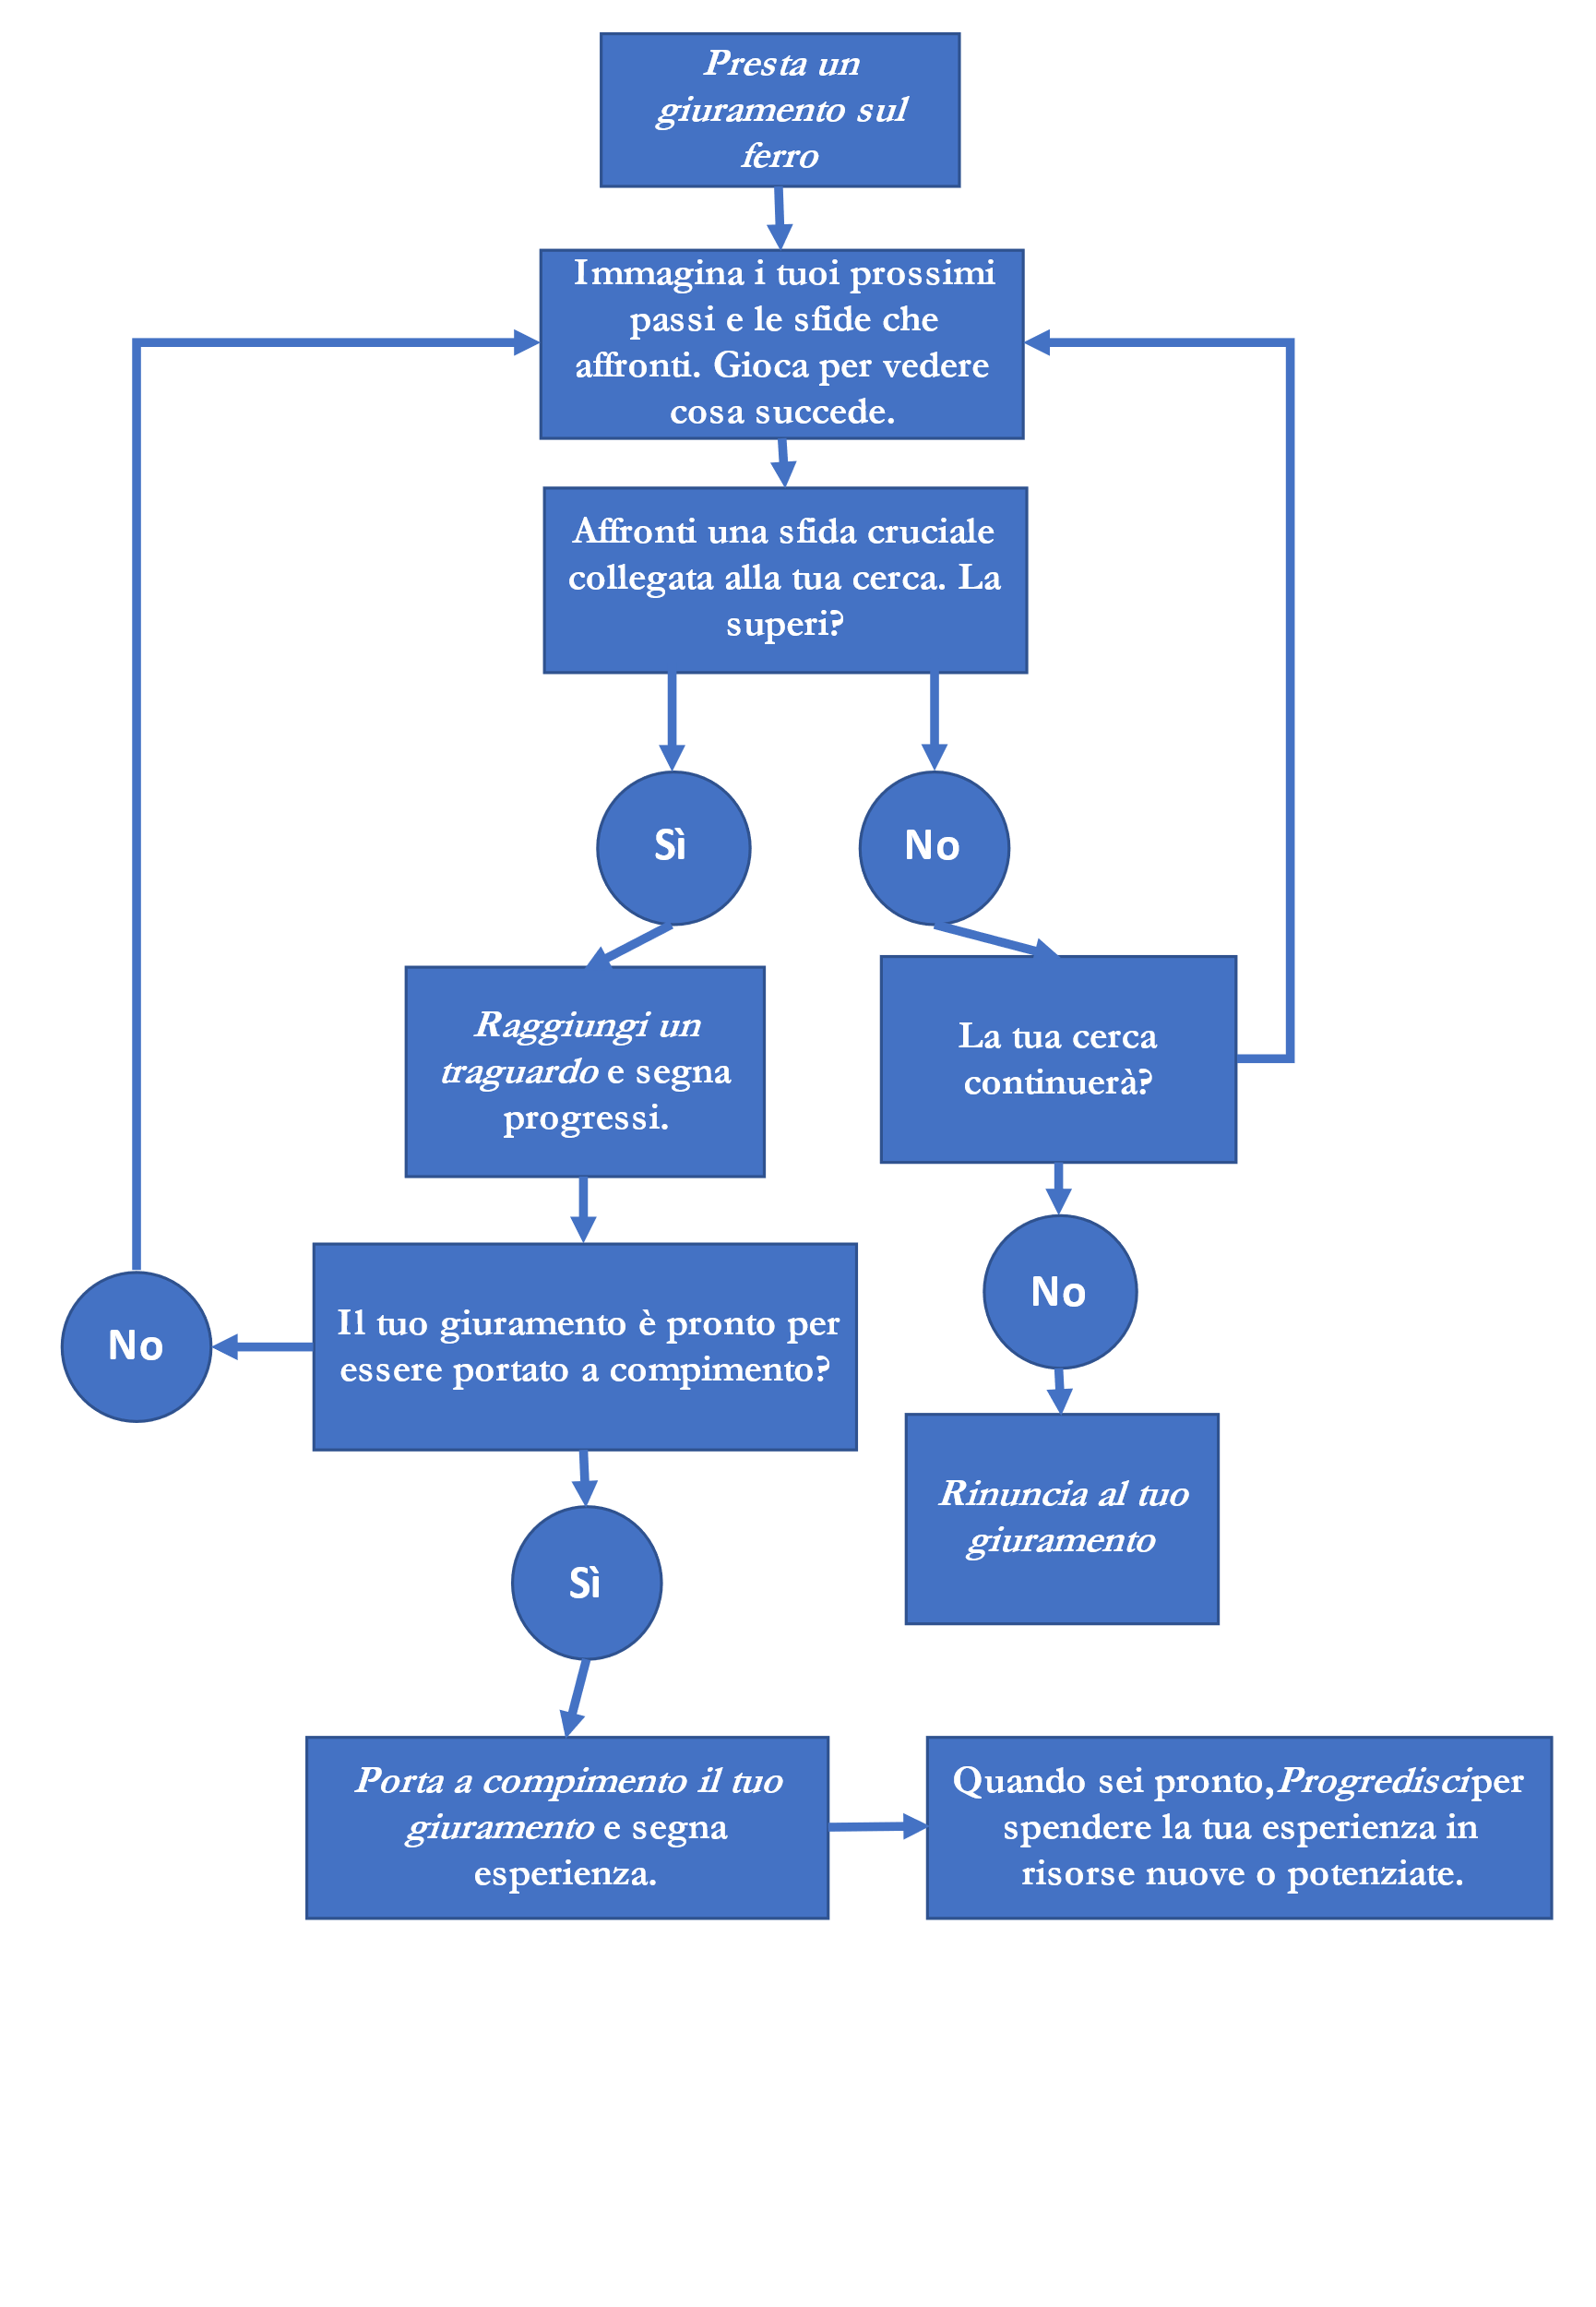 Presta un
giuramento sul
ferro
Immagina i tuoi prossimi
passi e le sfide che
affronti. Gioca per vedere
cosa succede.
Affronti una sfida cruciale
collegata alla tua cerca. La
superi?
Sì
No
Raggiungi un
traguardo e segna
progressi.
La tua cerca
continuerà?
Il tuo giuramento è pronto per
essere portato a compimento?
No
No
Sì
Rinuncia al tuo
giuramento
Porta a compimento il tuo
giuramento e segna
esperienza.
Quando sei pronto,Progredisciper
spendere la tua esperienza in
risorse nuove o potenziate.